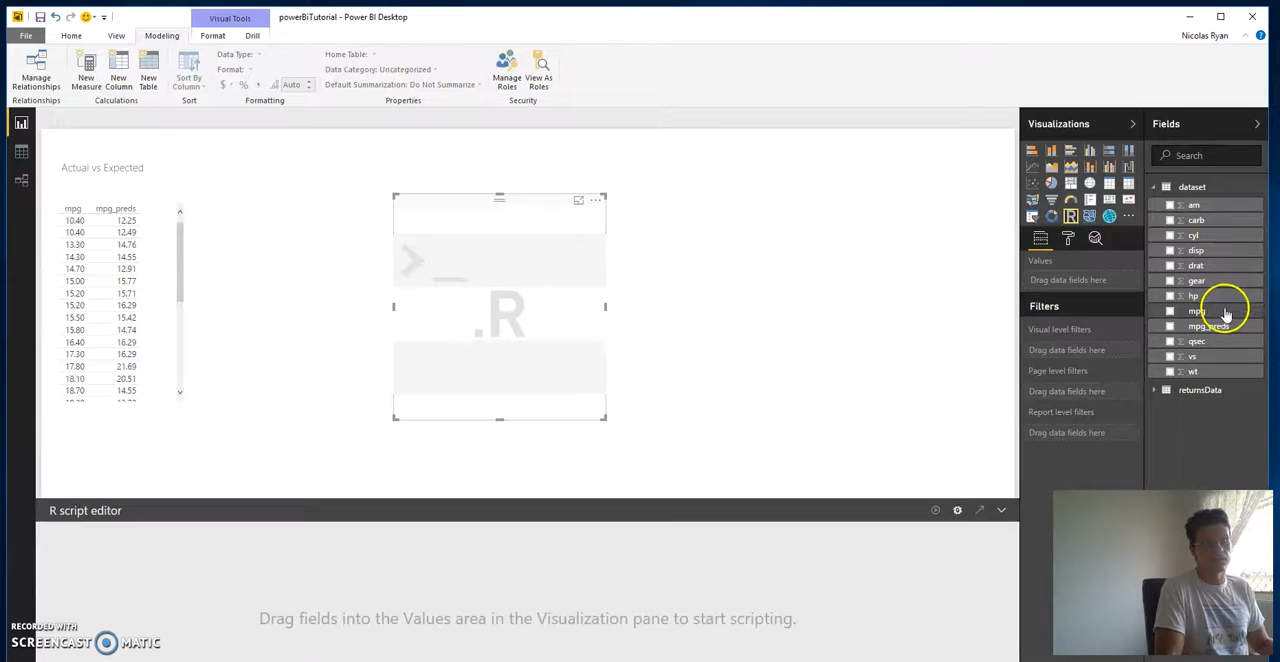 Visual Tools
powerBiTutorial - Power BI Desktop
File
Home
View
Modeling
Format
Drill
Nicolas Ryan
Manage Relationships
Relationships
New Measure
New Column
New Table
Calculations
Sort By Column
Sort
Data Type:
Format:
$ % , Auto
Formatting
Home Table:
Data Category: Uncategorized
Default Summarization: Do Not Summarize
Properties
Manage Roles
View As Roles
Security
Actual vs Expected
mpg mpg_preds
10.40 12.25
10.40 12.49
13.30 14.76
14.30 14.55
14.70 12.91
15.00 15.77
15.20 15.71
15.20 16.29
15.50 15.42
15.80 14.74
16.40 16.29
17.30 16.29
17.80 21.69
18.10 20.51
18.70 14.55
>_
.R
Visualizations
R
Values
Drag data fields here
Filters
Visual level filters
Drag data fields here
Page level filters
Drag data fields here
Report level filters
Drag data fields here
Fields
Search
dataset
am
carb
cyl
disp
drat
gear
hp
mpg
mpg_preds
qsec
vs
wt
returnsData
R script editor
Drag fields into the Values area in the Visualization pane to start scripting.
RECORDED WITH
SCREENCAST MATIC